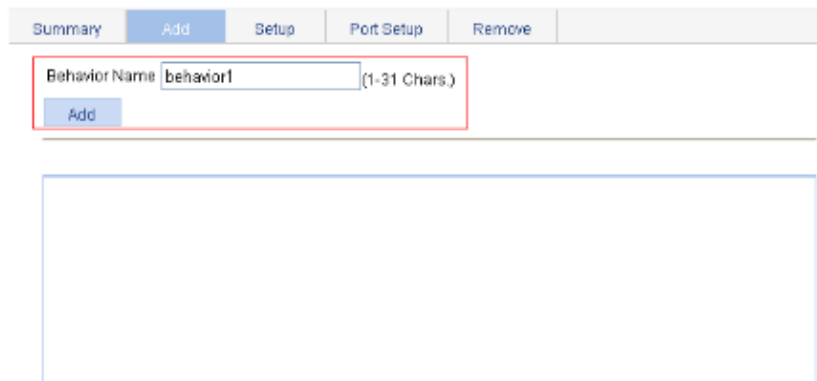 Summary Add Setup Port Setup Remove
Behavior Name behavior1 (1-31 Chars.)
Add